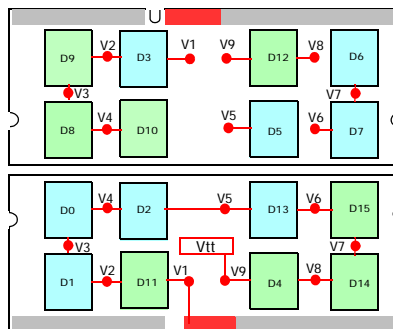 V2 V1 V9 V8
D9 D3 D12 D6
V3 V7
V4 V5 V6
D8 D10 D5 D7
V4 V5 V6
D0 D2 D13 D15
V3 Vtt V7
V2 V1 V9 V8
D1 D11 D4 D14